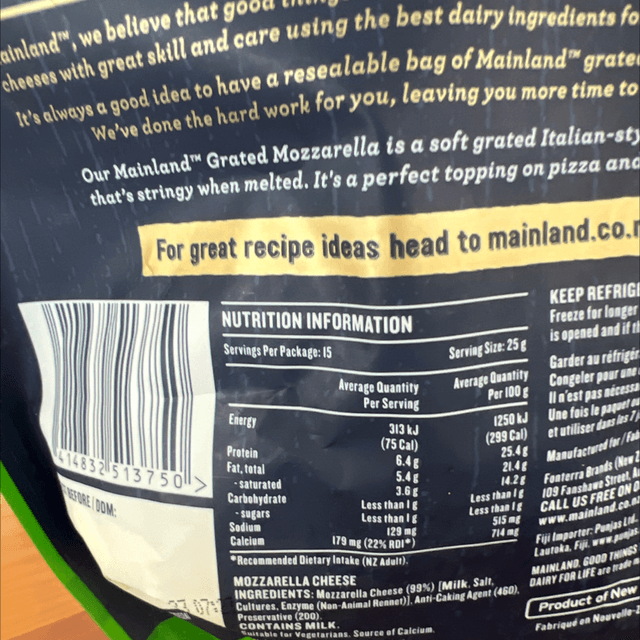 ainland™, we believe that good
cheeses with great skill and care using the best dairy ingredients fo
It's always a good idea to have a resealable bag of Mainland™ grate
We've done the hard work for you, leaving you more time to
Our Mainland™ Grated Mozzarella is a soft grated Italian-sty
that's stringy when melted. It's a perfect topping on pizza and
For great recipe ideas head to mainland.co.n
NUTRITION INFORMATION
Servings Per Package: 15 Serving Size: 25 g
Average Quantity Per Serving Average Quantity Per 100 g
Energy 313 kJ 1250 kJ
(75 Cal) (299 Cal)
Protein 6.4 g 25.4 g
Fat, total 5.4 g 21.4 g
- saturated 3.6 g 14.2 g
Carbohydrate Less than 1 g Less than 1 g
- sugars Less than 1 g Less than 1 g
Sodium 129 mg 515 mg
Calcium 179 mg (22% RDI*) 714 mg
*Recommended Dietary Intake (NZ Adult).
MOZZARELLA CHEESE
INGREDIENTS: Mozzarella Cheese (99%) [Milk, Salt,
Cultures, Enzyme (Non-Animal Rennet)], Anti-Caking Agent (460),
Preservative (200).
CONTAINS MILK.
Suitable for Vegetarians. Source of Calcium.
414832 513750 >
BEFORE / DDM:
KEEP REFRIGE
Freeze for longer
is opened and if fr
Garder au réfrigér
Congeler pour une
Il n'est pas nécessa
Une fois le paquet
et utiliser dans les 7
Manufactured for / Fab
Fonterra Brands (New Z
109 Fanshawe Street,
CALL US FREE ON 0
www.mainland.co.n
Fiji Importer: Punjas Li
Lautoka, Fiji. www.punjas.
MAINLAND, GOOD THINGS
DAIRY FOR LIFE are trade m
Product of New
Fabriqué en Nouvelle-Z